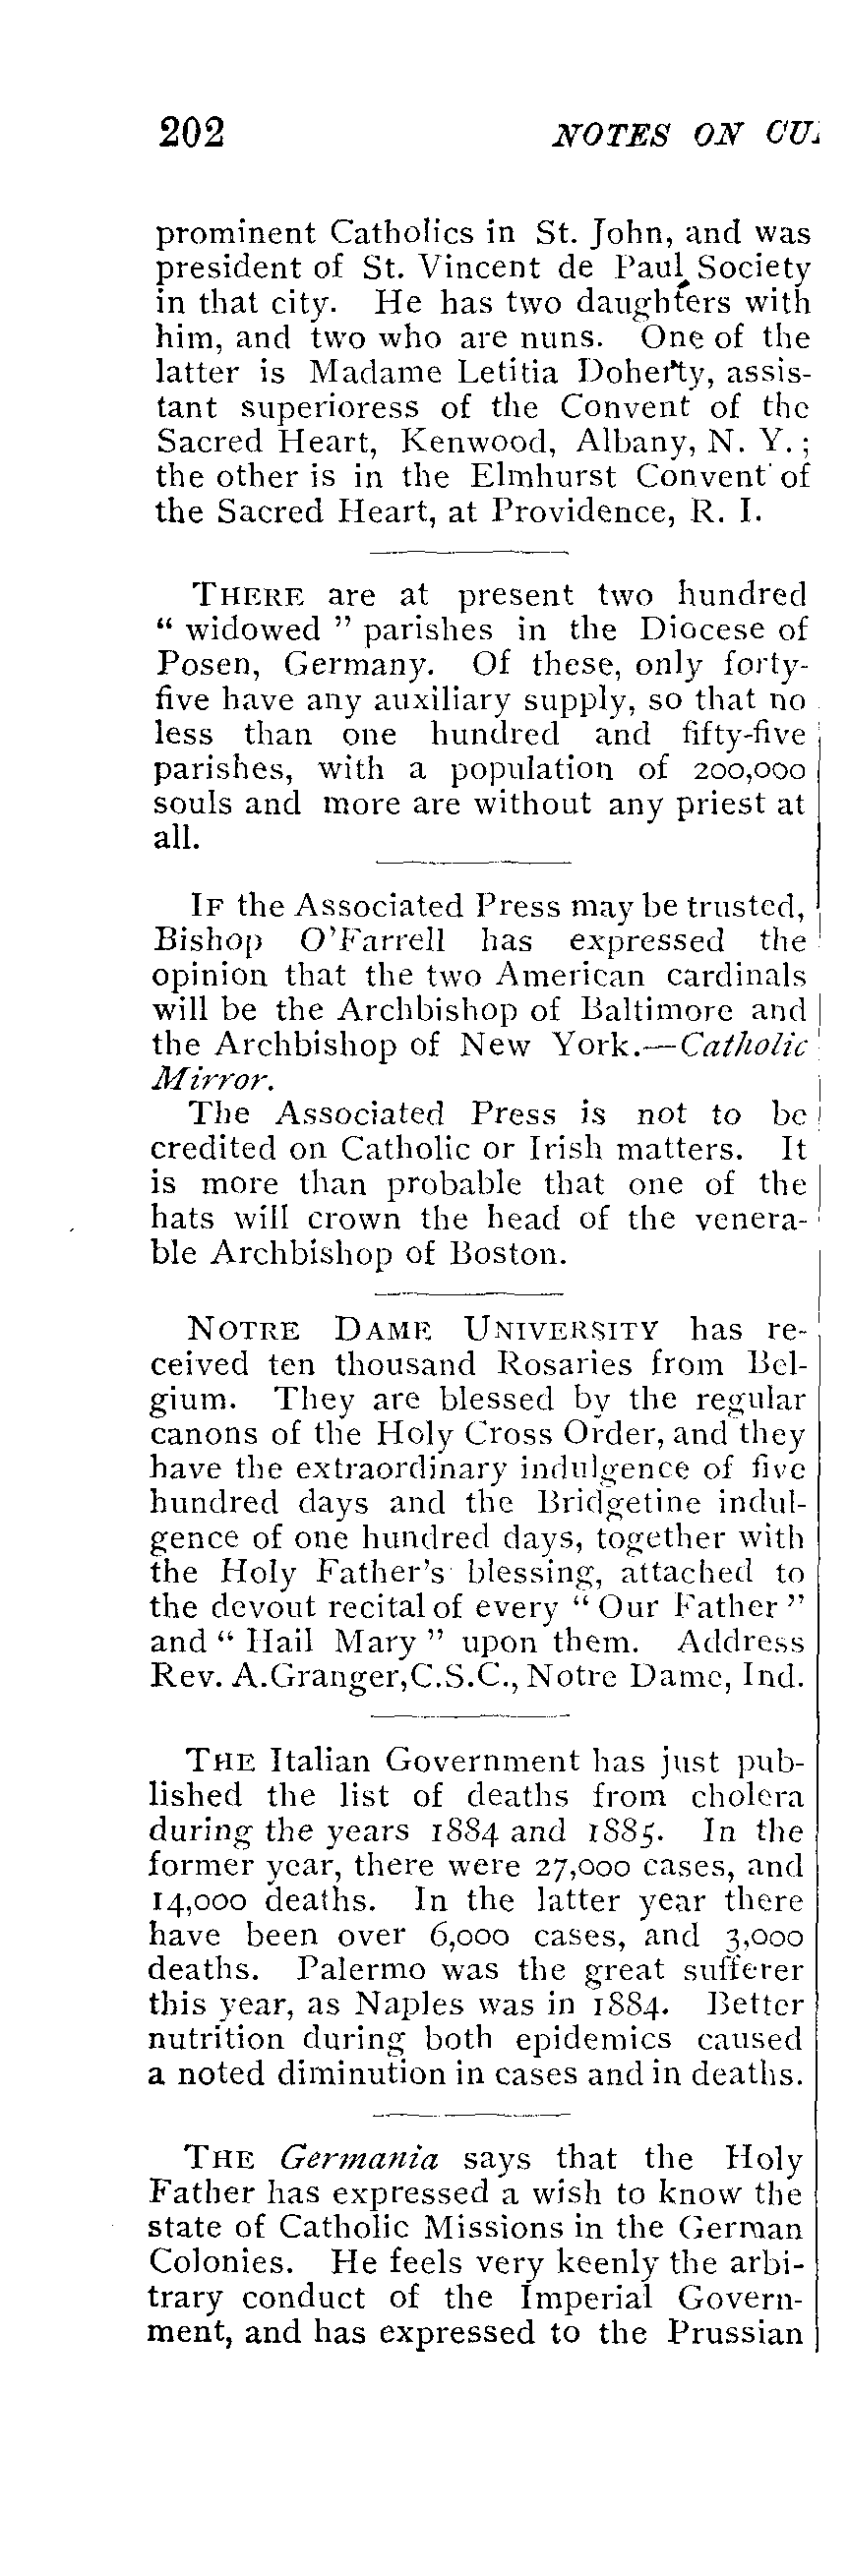 202 NOTES ON
prominent Catholics in St. John, and was
president of St. Vincent de Paul Society
in that city. He has two daughters with
him, and two who are nuns. One of the
latter is Madame Letitia Doherty, assis-
tant superioress of the Convent of the
Sacred Heart, Kenwood, Albany, N. Y.;
the other is in the Elmhurst Convent of
the Sacred Heart, at Providence, R. I.
THERE are at present two hundred
“ widowed ” parishes in the Diocese of
Posen, Germany. Of these, only forty-
five have any auxiliary supply, so that no
less than one hundred and fifty-five
parishes, with a population of 200,000
souls and more are without any priest at
all.
IF the Associated Press may be trusted,
Bishop O’Farrell has expressed the
opinion that the two American cardinals
will be the Archbishop of Baltimore and
the Archbishop of New York.—Catholic
Mirror.
The Associated Press is not to be
credited on Catholic or Irish matters. It
is more than probable that one of the
hats will crown the head of the venera-
ble Archbishop of Boston.
NOTRE DAME UNIVERSITY has re-
ceived ten thousand Rosaries from Bel-
gium. They are blessed by the regular
canons of the Holy Cross Order, and they
have the extraordinary indulgence of five
hundred days and the Bridgetine indul-
gence of one hundred days, together with
the Holy Father’s blessing, attached to
the devout recital of every “ Our Father ”
and “ Hail Mary ” upon them. Address
Rev. A.Granger,C.S.C., Notre Dame, Ind.
THE Italian Government has just pub-
lished the list of deaths from cholera
during the years 1884 and 1885. In the
former year, there were 27,000 cases, and
14,000 deaths. In the latter year there
have been over 6,000 cases, and 3,000
deaths. Palermo was the great sufferer
this year, as Naples was in 1884. Better
nutrition during both epidemics caused
a noted diminution in cases and in deaths.
THE Germania says that the Holy
Father has expressed a wish to know the
state of Catholic Missions in the German
Colonies. He feels very keenly the arbi-
trary conduct of the Imperial Govern-
ment, and has expressed to the Prussian